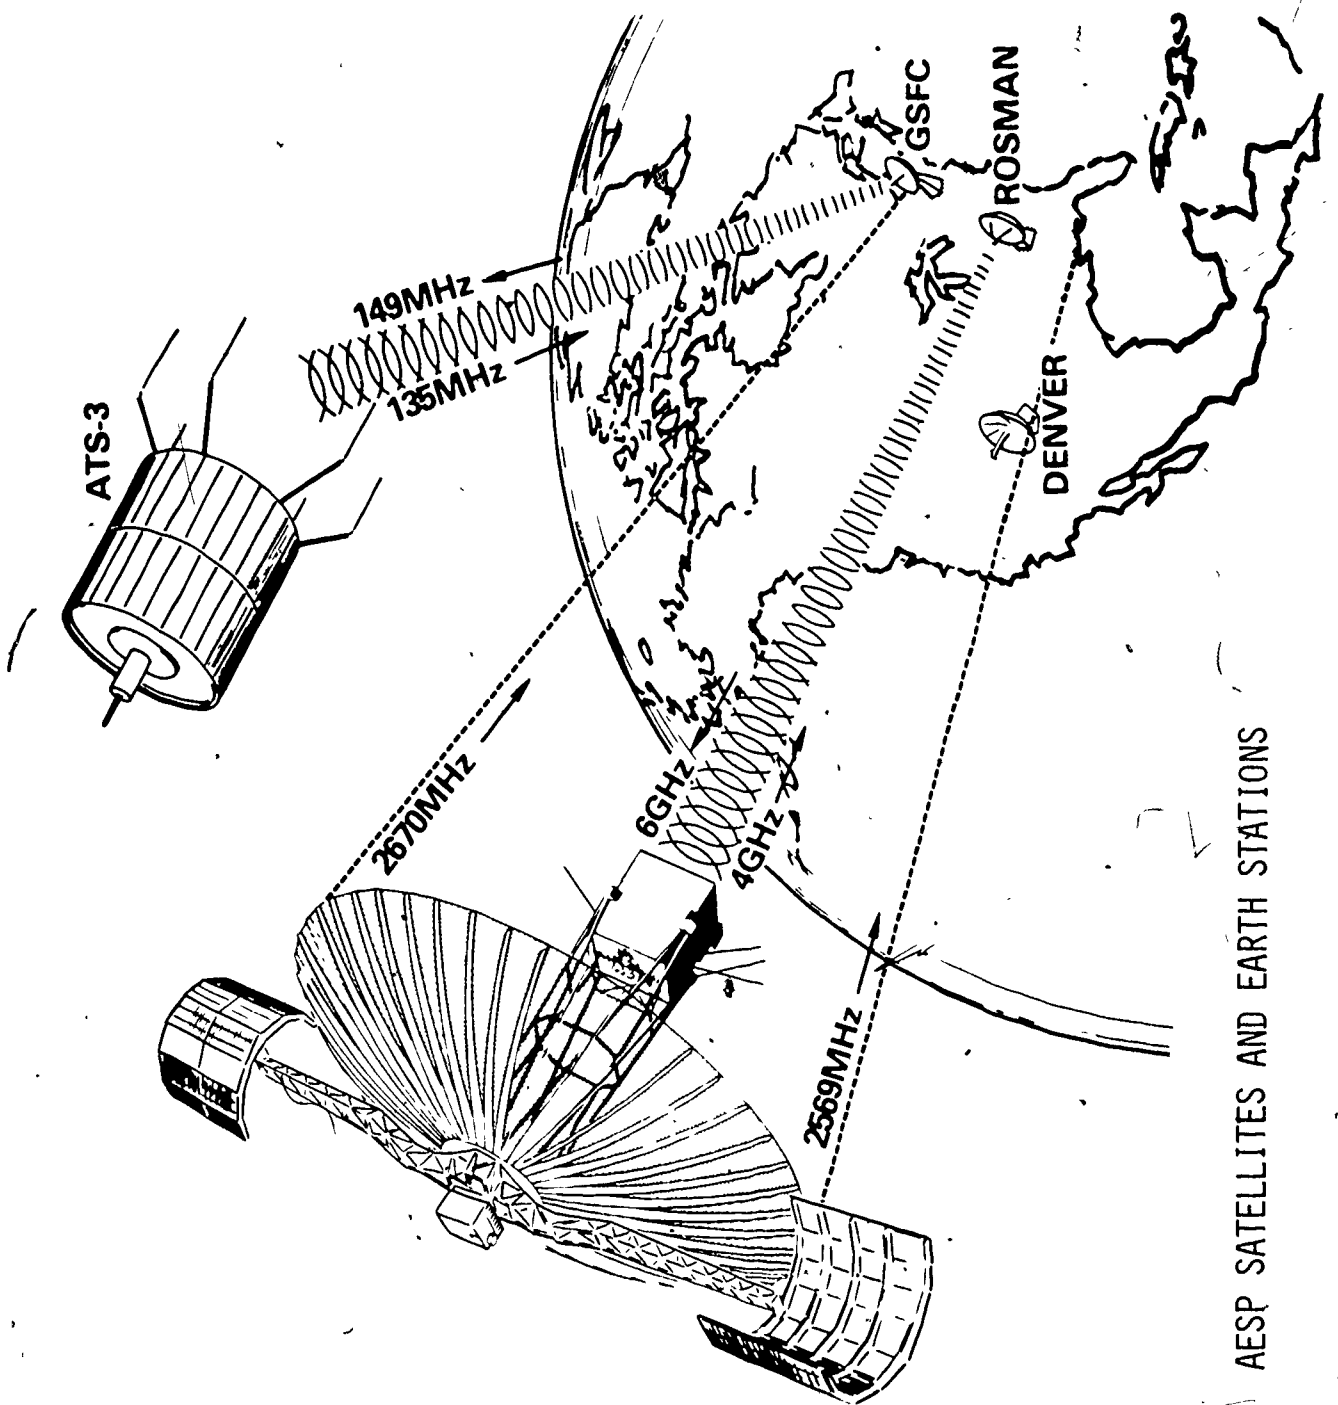 ATS-3
149MHz
135MHz
2670MHz
6GHz
4GHz
2569MHz
GSFC
ROSMAN
DENVER
AESP SATELLITES AND EARTH STATIONS